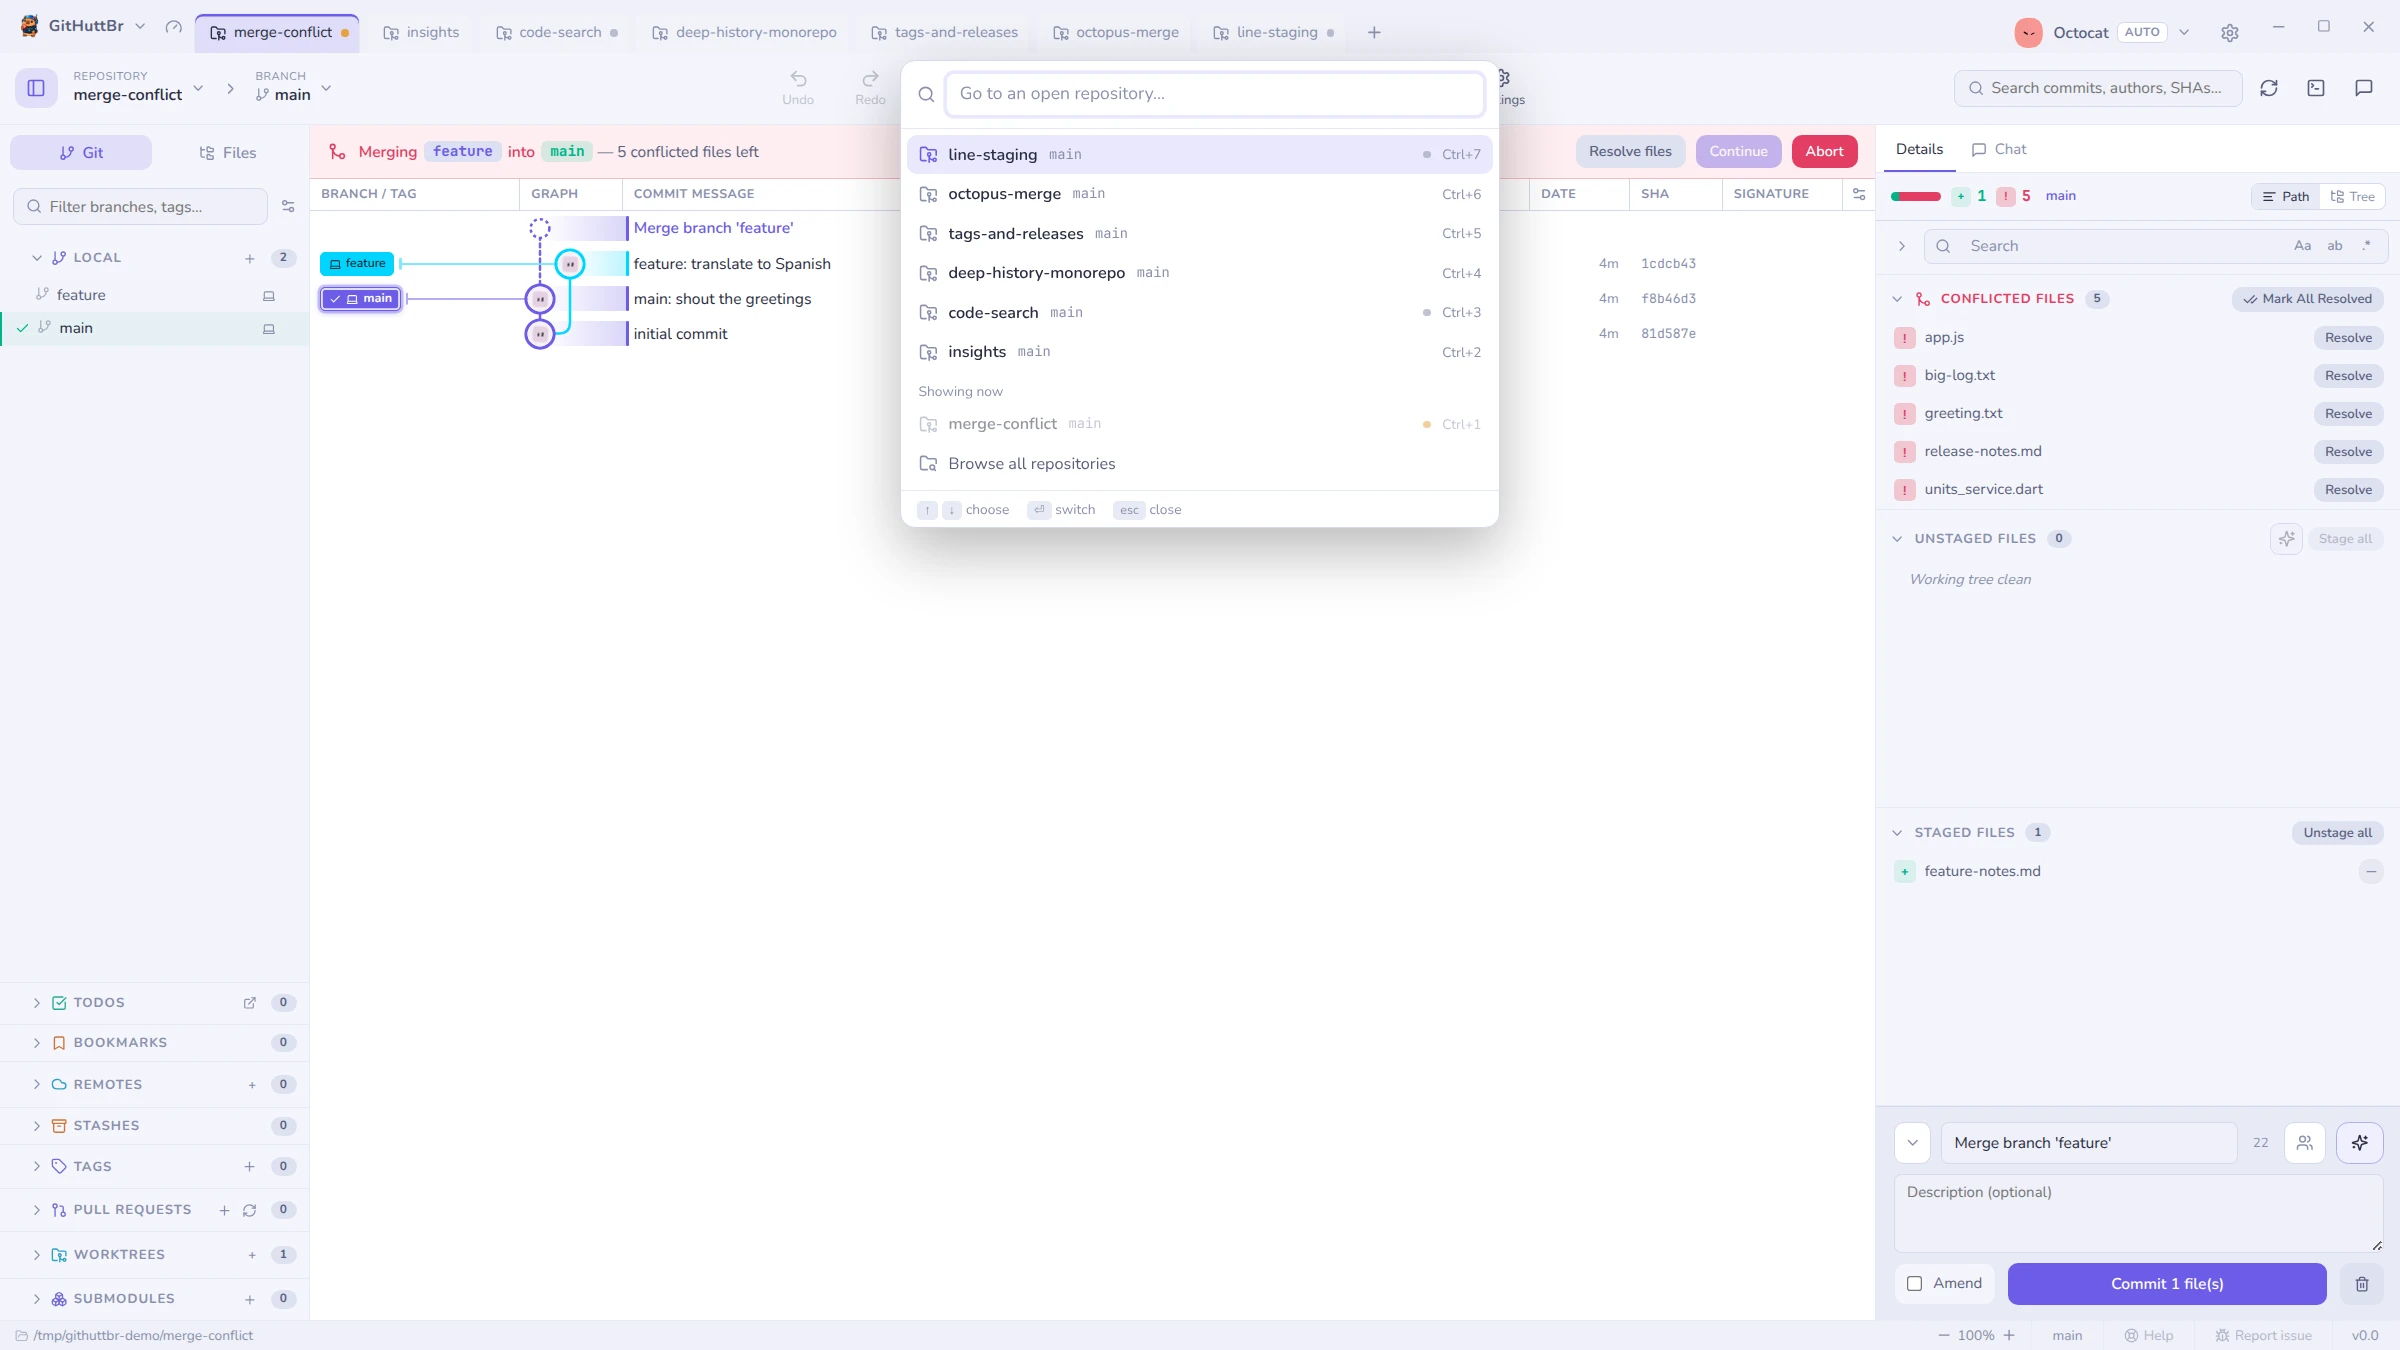 GitHuttBr
merge-conflict
insights
code-search
deep-history-monorepo
tags-and-releases
octopus-merge
line-staging
Octocat
AUTO
REPOSITORY
merge-conflict
BRANCH
main
Undo
Redo
Go to an open repository...
ings
Search commits, authors, SHAs...
Git
Files
Filter branches, tags...
LOCAL
2
feature
main
Merging feature into main — 5 conflicted files left
Resolve files
Continue
Abort
BRANCH / TAG
GRAPH
COMMIT MESSAGE
DATE
SHA
SIGNATURE
Merge branch 'feature'
feature
feature: translate to Spanish
4m
1cdcb43
main
main: shout the greetings
4m
f8b46d3
initial commit
4m
81d587e
line-staging main Ctrl+7
octopus-merge main Ctrl+6
tags-and-releases main Ctrl+5
deep-history-monorepo main Ctrl+4
code-search main Ctrl+3
insights main Ctrl+2
Showing now
merge-conflict main Ctrl+1
Browse all repositories
↑ ↓ choose
⏎ switch
esc close
Details
Chat
+ 1
! 5
main
Path
Tree
Search
Aa
ab
.*
CONFLICTED FILES
5
Mark All Resolved
! app.js Resolve
! big-log.txt Resolve
! greeting.txt Resolve
! release-notes.md Resolve
! units_service.dart Resolve
UNSTAGED FILES
0
Stage all
Working tree clean
STAGED FILES
1
Unstage all
+ feature-notes.md
Merge branch 'feature'
22
Description (optional)
Amend
Commit 1 file(s)
TODOS
0
BOOKMARKS
0
REMOTES
0
STASHES
0
TAGS
0
PULL REQUESTS
0
WORKTREES
1
SUBMODULES
0
/tmp/githuttbr-demo/merge-conflict
100%
main
Help
Report issue
v0.0